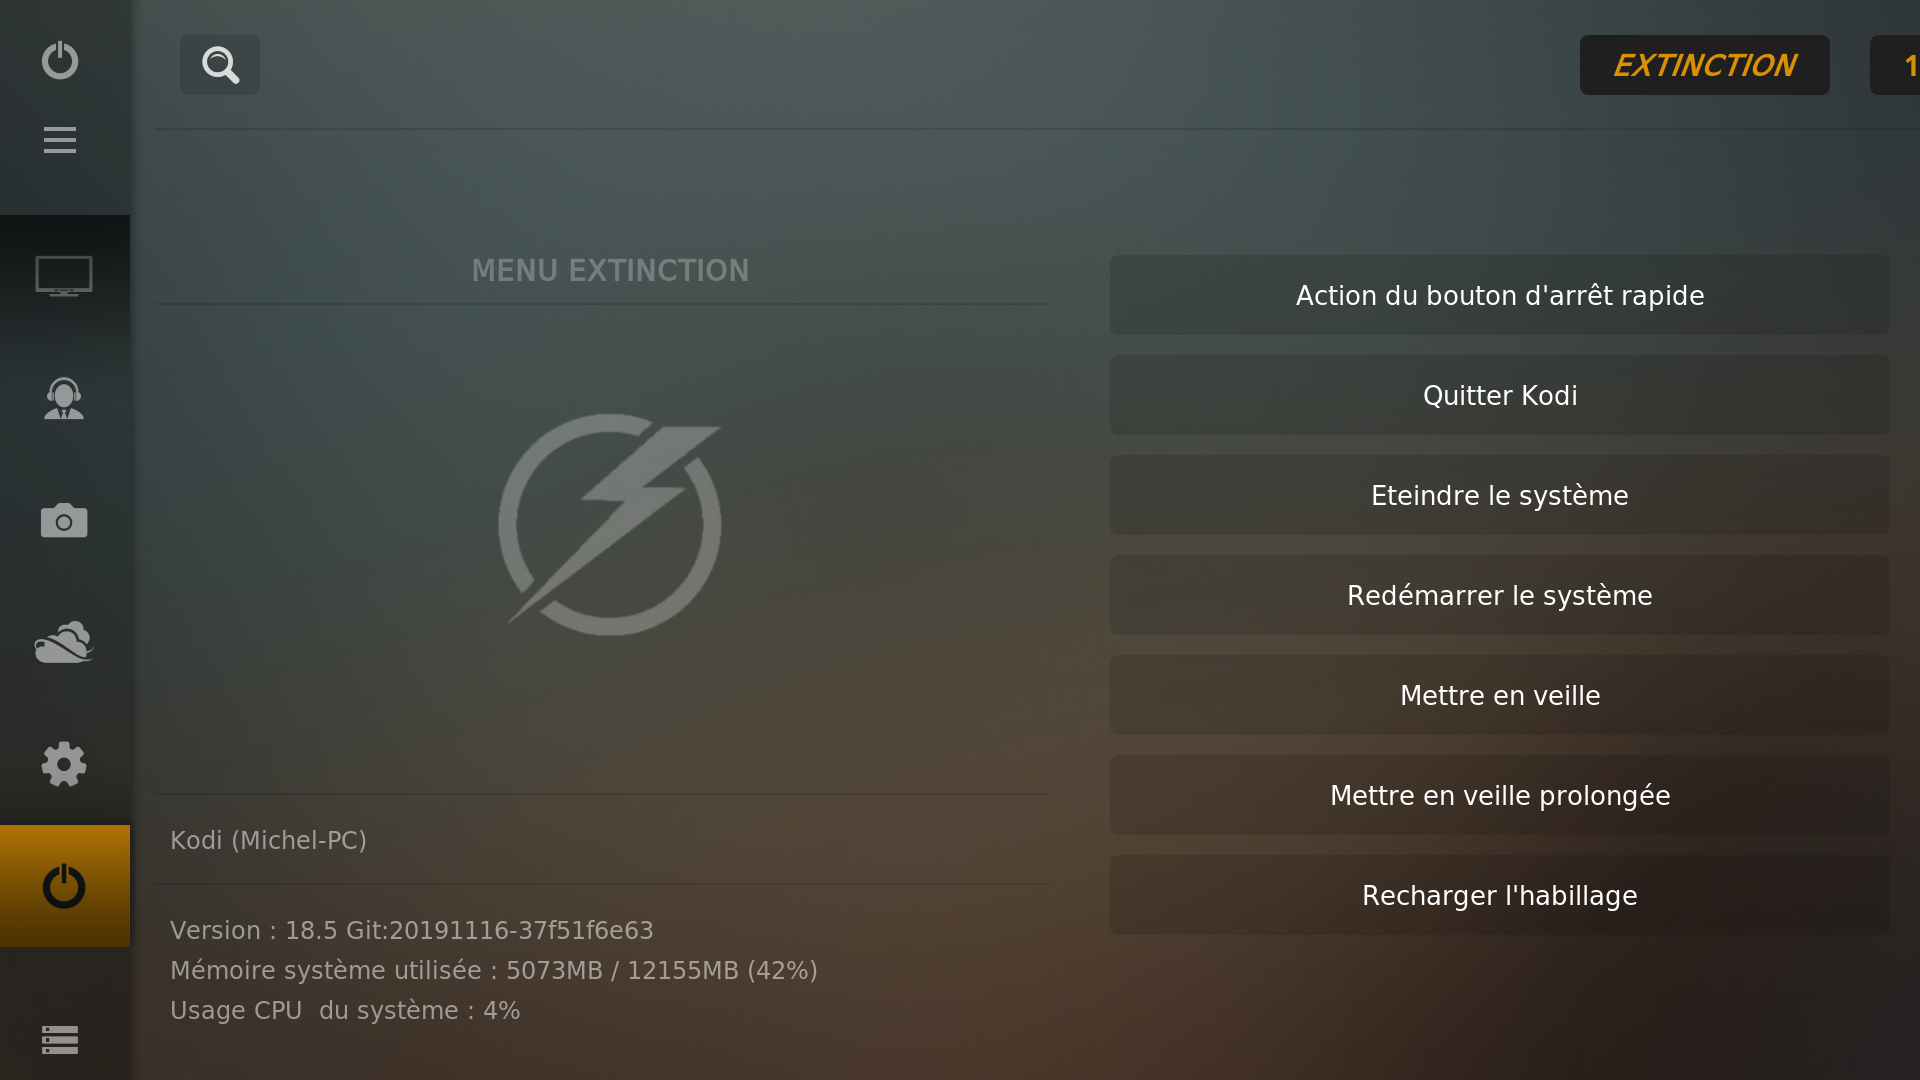 EXTINCTION
1
MENU EXTINCTION
Action du bouton d'arrêt rapide
Quitter Kodi
Eteindre le système
Redémarrer le système
Mettre en veille
Mettre en veille prolongée
Recharger l'habillage
Kodi (Michel-PC)
Version : 18.5 Git:20191116-37f51f6e63
Mémoire système utilisée : 5073MB / 12155MB (42%)
Usage CPU  du système : 4%